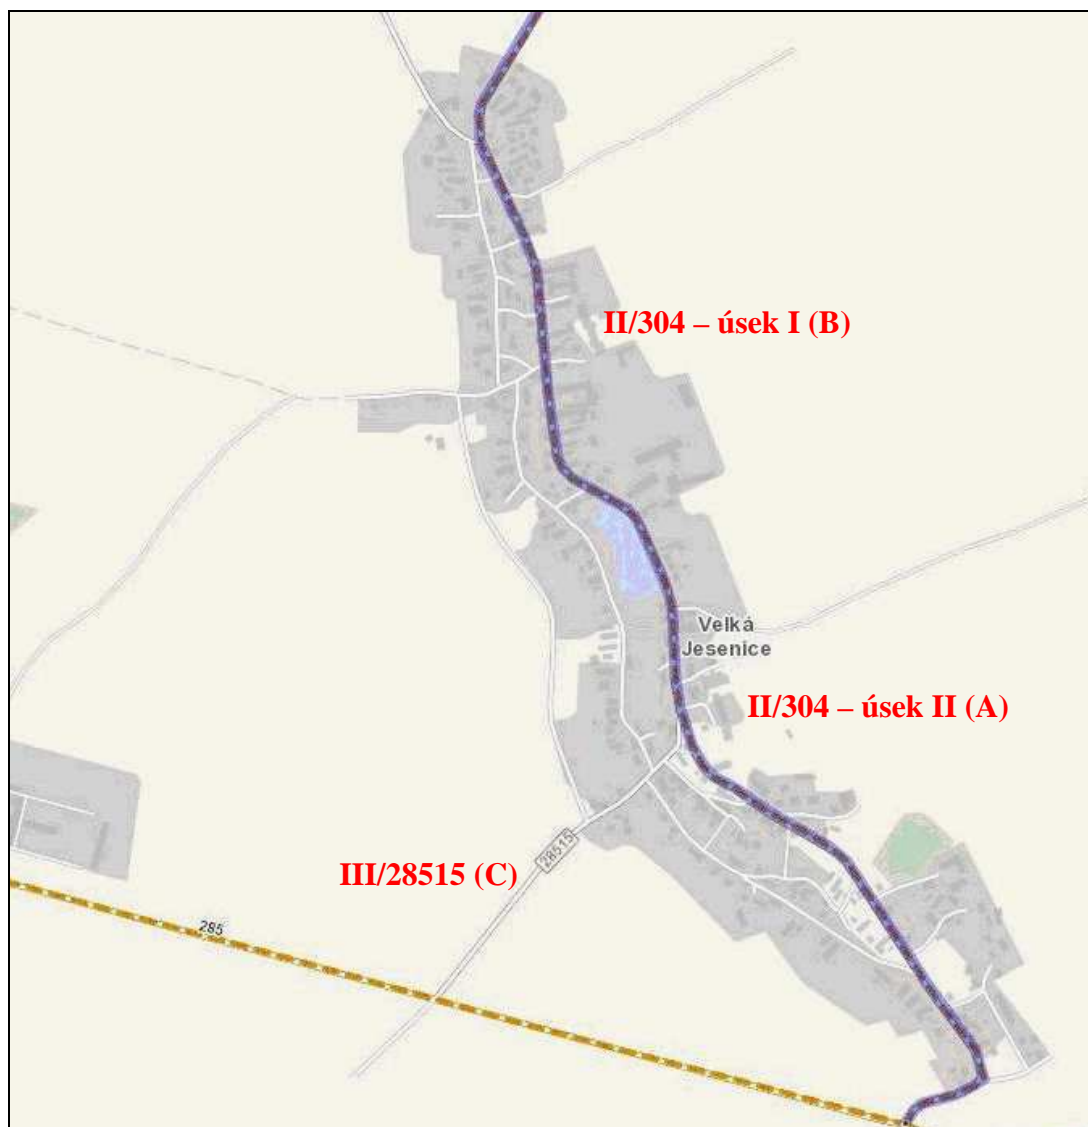 II/304 – úsek I (B)
Velká
Jesenice
II/304 – úsek II (A)
28515
III/28515 (C)
285